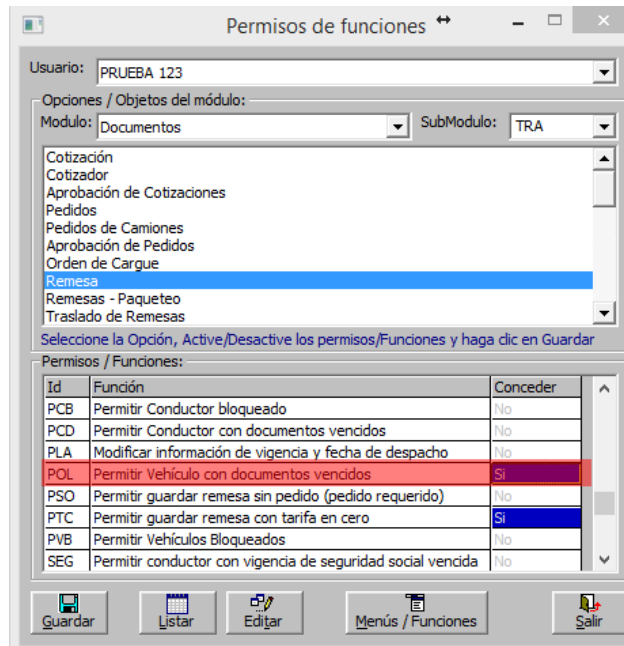 Permisos de funciones
Usuario: PRUEBA 123
Opciones / Objetos del módulo:
Modulo: Documentos SubModulo: TRA
Cotización
Cotizador
Aprobación de Cotizaciones
Pedidos
Pedidos de Camiones
Aprobación de Pedidos
Orden de Cargue
Remesa
Remesas - Paqueteo
Traslado de Remesas
Seleccione la Opción, Active/Desactive los permisos/Funciones y haga clic en Guardar
Permisos / Funciones:
Id Función Conceder
PCB Permitir Conductor bloqueado No
PCD Permitir Conductor con documentos vencidos No
PLA Modificar información de vigencia y fecha de despacho No
POL Permitir Vehículo con documentos vencidos Si
PSO Permitir guardar remesa sin pedido (pedido requerido) No
PTC Permitir guardar remesa con tarifa en cero Si
PVB Permitir Vehículos Bloqueados No
SEG Permitir conductor con vigencia de seguridad social vencida No
Guardar Listar Editar Menús / Funciones Salir